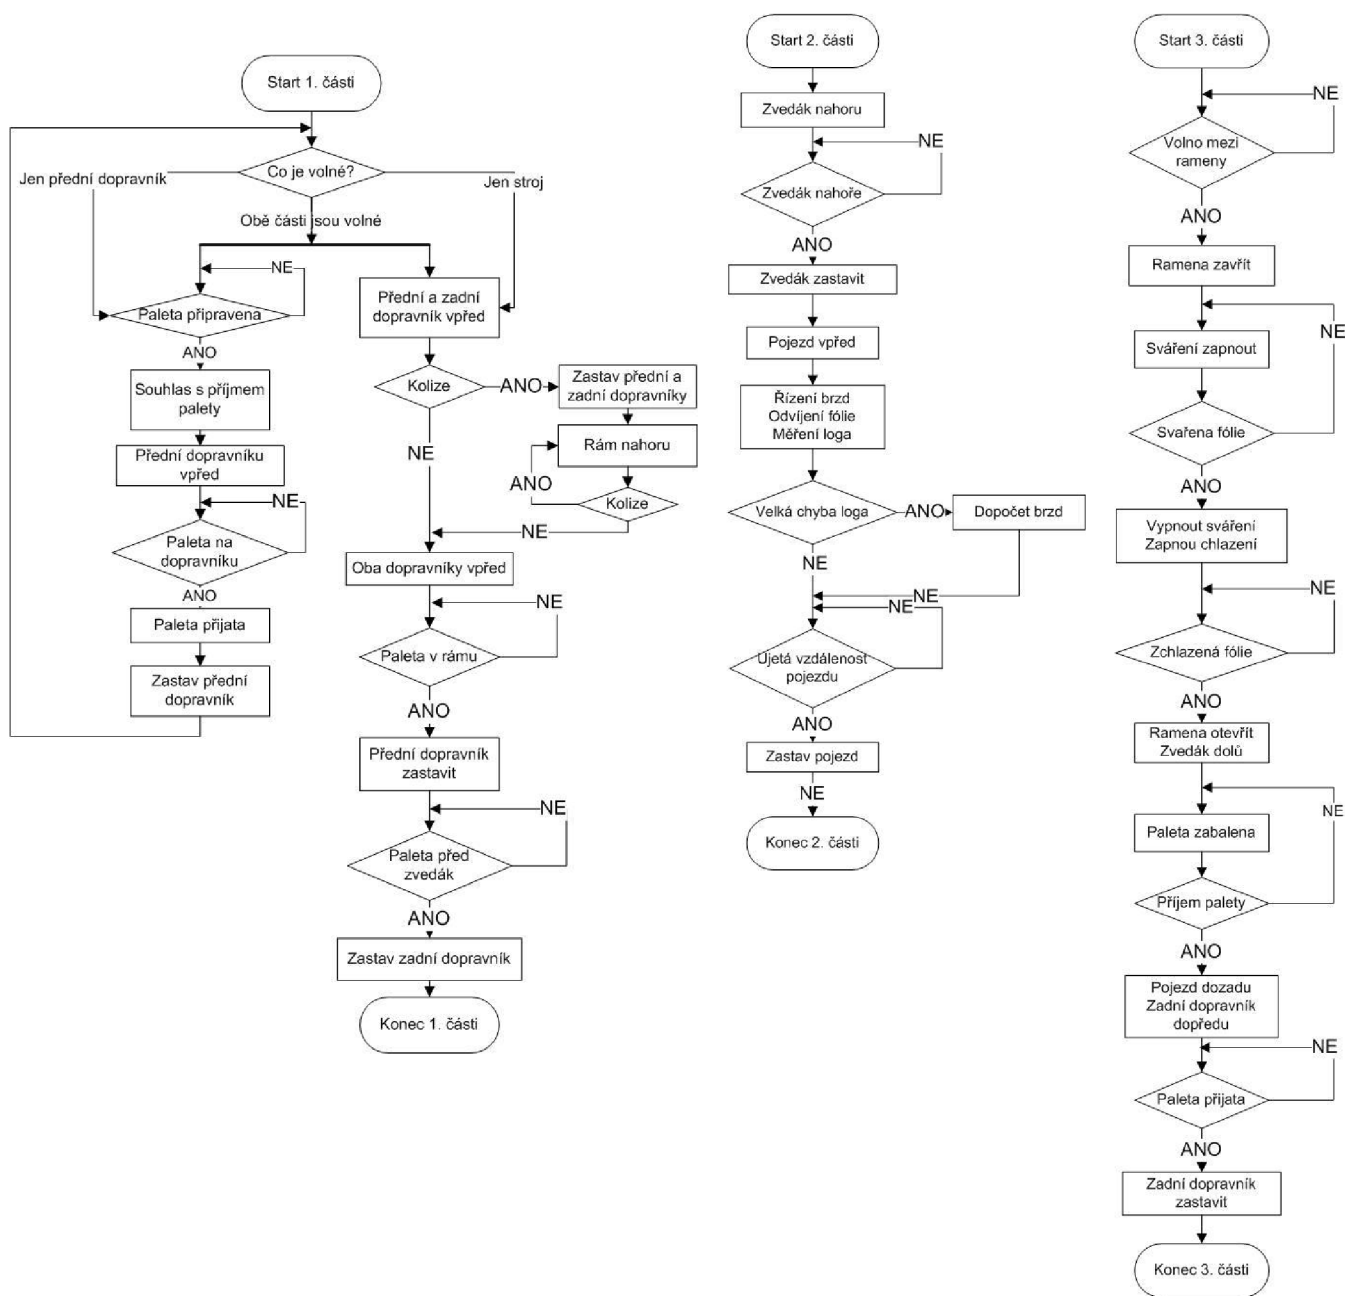 Start 1. části
Co je volné?
Jen přední dopravník
Jen stroj
Obě části jsou volné
NE
Paleta připravena
ANO
Souhlas s příjmem
palety
Přední dopravníku
vpřed
NE
Paleta na
dopravníku
ANO
Paleta přijata
Zastav přední
dopravník
Přední a zadní
dopravník vpřed
Kolize
ANO
Zastav přední a
zadní dopravníky
Rám nahoru
ANO
Kolize
NE
NE
Oba dopravníky vpřed
NE
Paleta v rámu
ANO
Přední dopravník
zastavit
NE
Paleta před
zvedák
ANO
Zastav zadní dopravník
Konec 1. části
Start 2. části
Zvedák nahoru
NE
Zvedák nahoře
ANO
Zvedák zastavit
Pojezd vpřed
Řízení brzd
Odvíjení fólie
Měření loga
Velká chyba loga
ANO
Dopočet brzd
NE
NE
NE
Ujetá vzdálenost
pojezdu
ANO
Zastav pojezd
NE
Konec 2. části
Start 3. části
NE
Volno mezi
rameny
ANO
Ramena zavřít
NE
Sváření zapnout
Svařena fólie
ANO
Vypnout sváření
Zapnou chlazení
NE
Zchlazená fólie
ANO
Ramena otevřít
Zvedák dolů
NE
Paleta zabalena
Příjem palety
ANO
Pojezd dozadu
Zadní dopravník
dopředu
NE
Paleta přijata
ANO
Zadní dopravník
zastavit
Konec 3. části